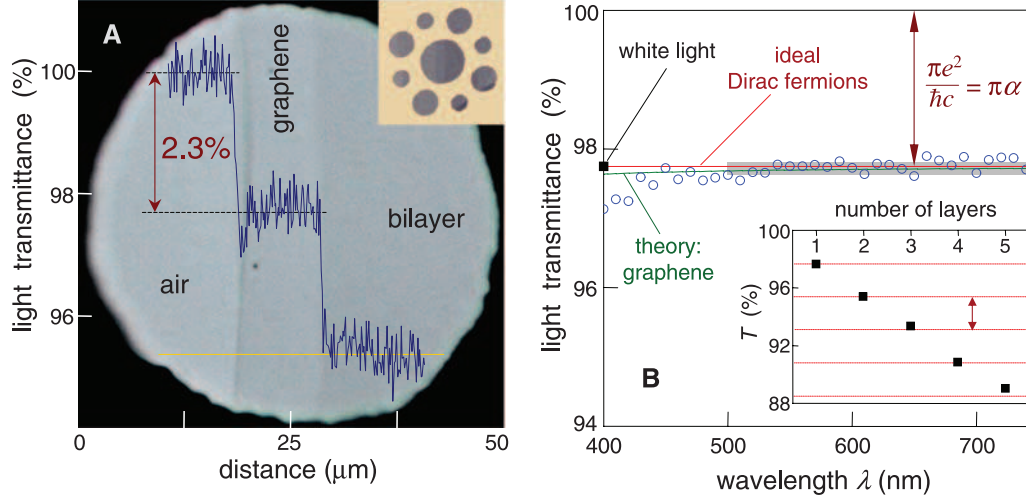 A
light transmittance (%)
100
98
96
2.3%
air
graphene
bilayer
0
25
50
distance (μm)
B
light transmittance (%)
100
98
96
94
white light
ideal
Dirac fermions
πe²/ħc = πα
theory:
graphene
number of layers
1 2 3 4 5
T (%)
100
96
92
88
400 500 600 700
wavelength λ (nm)